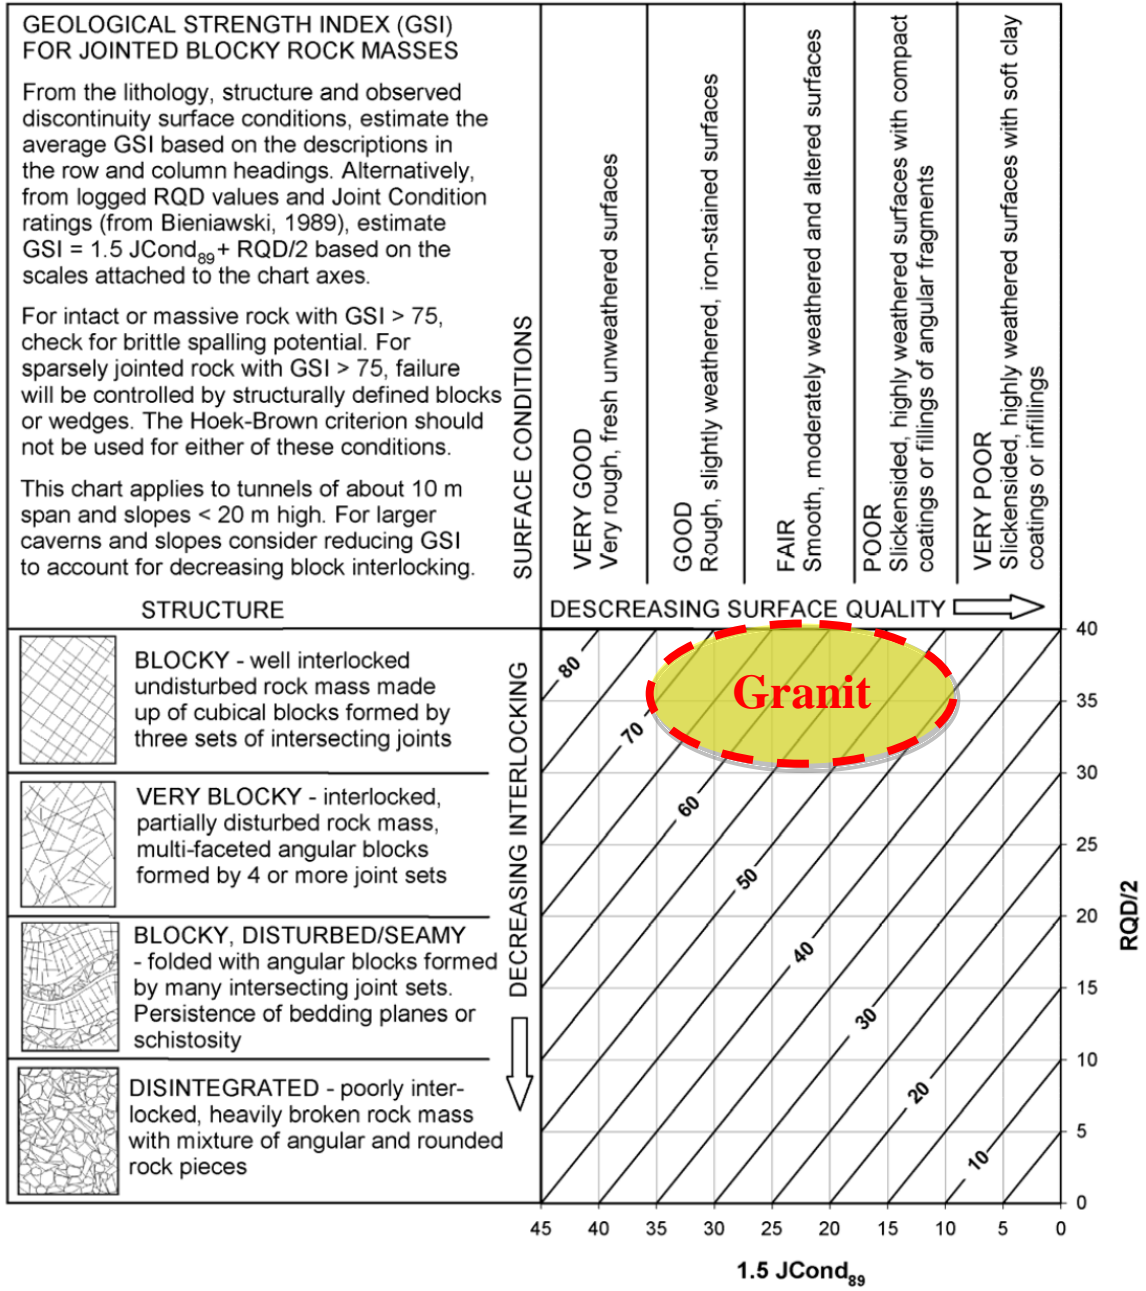 GEOLOGICAL STRENGTH INDEX (GSI)
FOR JOINTED BLOCKY ROCK MASSES
From the lithology, structure and observed
discontinuity surface conditions, estimate the
average GSI based on the descriptions in
the row and column headings. Alternatively,
from logged RQD values and Joint Condition
ratings (from Bieniawski, 1989), estimate
GSI = 1.5 JCond89 + RQD/2 based on the
scales attached to the chart axes.
For intact or massive rock with GSI > 75,
check for brittle spalling potential. For
sparsely jointed rock with GSI > 75, failure
will be controlled by structurally defined blocks
or wedges. The Hoek-Brown criterion should
not be used for either of these conditions.
This chart applies to tunnels of about 10 m
span and slopes < 20 m high. For larger
caverns and slopes consider reducing GSI
to account for decreasing block interlocking.
STRUCTURE
SURFACE CONDITIONS
VERY GOOD
Very rough, fresh unweathered surfaces
GOOD
Rough, slightly weathered, iron-stained surfaces
FAIR
Smooth, moderately weathered and altered surfaces
POOR
Slickensided, highly weathered surfaces with compact
coatings or fillings of angular fragments
VERY POOR
Slickensided, highly weathered surfaces with soft clay
coatings or infillings
DESCREASING SURFACE QUALITY
BLOCKY - well interlocked
undisturbed rock mass made
up of cubical blocks formed by
three sets of intersecting joints
VERY BLOCKY - interlocked,
partially disturbed rock mass,
multi-faceted angular blocks
formed by 4 or more joint sets
BLOCKY, DISTURBED/SEAMY
- folded with angular blocks formed
by many intersecting joint sets.
Persistence of bedding planes or
schistosity
DISINTEGRATED - poorly inter-
locked, heavily broken rock mass
with mixture of angular and rounded
rock pieces
DECREASING INTERLOCKING
Granit
80
70
60
50
40
30
20
10
40
35
30
25
20
15
10
5
0
RQD/2
45 40 35 30 25 20 15 10 5 0
1.5 JCond89